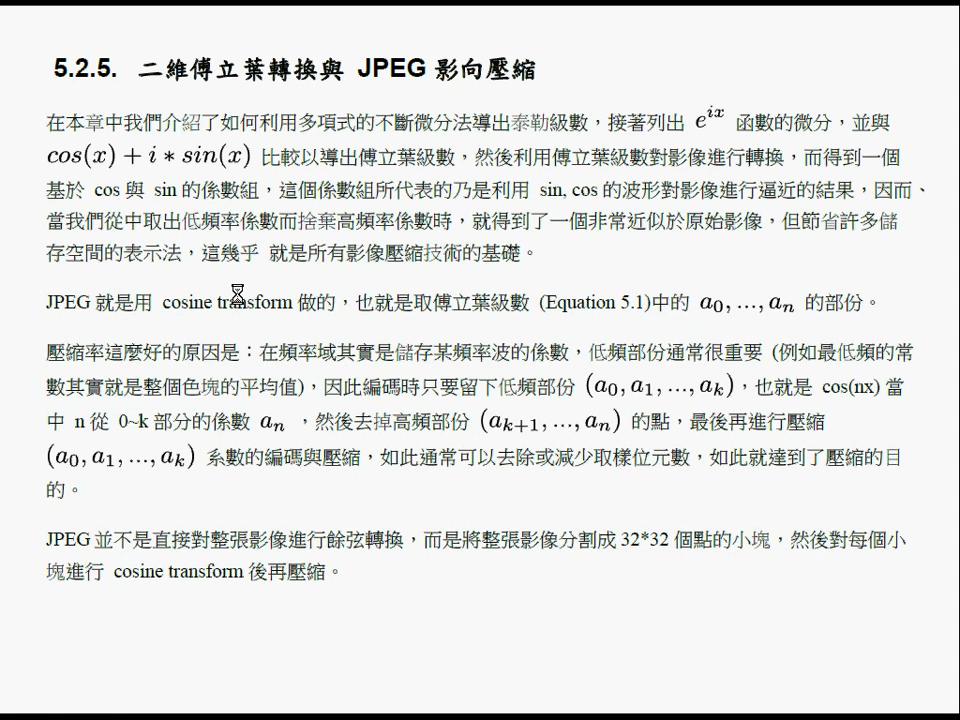 5.2.5. 二維傅立葉轉換與 JPEG 影向壓縮
在本章中我們介紹了如何利用多項式的不斷微分法導出泰勒級數，接著列出 e^{ix} 函數的微分，並與
cos(x) + i * sin(x) 比較以導出傅立葉級數，然後利用傅立葉級數對影像進行轉換，而得到一個
基於 cos 與 sin 的係數組，這個係數組所代表的乃是利用 sin, cos 的波形對影像進行逼近的結果，因而、
當我們從中取出低頻率係數而捨棄高頻率係數時，就得到了一個非常近似於原始影像，但節省許多儲
存空間的表示法，這幾乎 就是所有影像壓縮技術的基礎。
JPEG 就是用 cosine transform 做的，也就是取傅立葉級數 (Equation 5.1)中的 a₀, ..., aₙ 的部份。
壓縮率這麼好的原因是：在頻率域其實是儲存某頻率波的係數，低頻部份通常很重要 (例如最低頻的常
數其實就是整個色塊的平均值)，因此編碼時只要留下低頻部份 (a₀, a₁, ..., aₖ)，也就是 cos(nx) 當
中 n 從 0~k 部分的係數 aₙ ，然後去掉高頻部份 (aₖ₊₁, ..., aₙ) 的點，最後再進行壓縮
(a₀, a₁, ..., aₖ) 系數的編碼與壓縮，如此通常可以去除或減少取樣位元數，如此就達到了壓縮的目
的。
JPEG 並不是直接對整張影像進行餘弦轉換，而是將整張影像分割成 32*32 個點的小塊，然後對每個小
塊進行 cosine transform 後再壓縮。